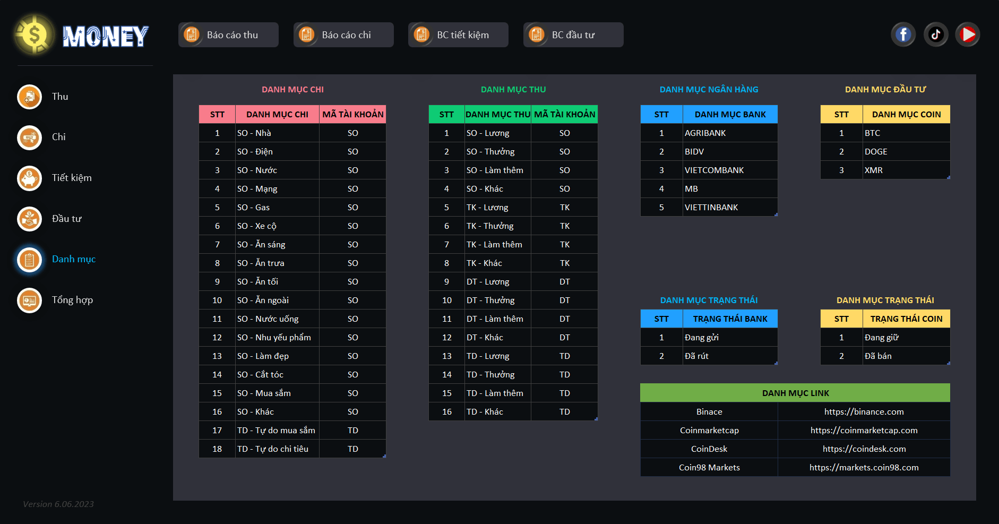 MONEY
Báo cáo thu
Báo cáo chi
BC tiết kiệm
BC đầu tư
Thu
Chi
Tiết kiệm
Đầu tư
Danh mục
Tổng hợp
Version 6.06.2023
DANH MỤC CHI
STT DANH MỤC CHI MÃ TÀI KHOẢN
1 SO - Nhà SO
2 SO - Điện SO
3 SO - Nước SO
4 SO - Mạng SO
5 SO - Gas SO
6 SO - Xe cộ SO
7 SO - Ăn sáng SO
8 SO - Ăn trưa SO
9 SO - Ăn tối SO
10 SO - Ăn ngoài SO
11 SO - Nước uống SO
12 SO - Nhu yếu phẩm SO
13 SO - Làm đẹp SO
14 SO - Cắt tóc SO
15 SO - Mua sắm SO
16 SO - Khác SO
17 TD - Tự do mua sắm TD
18 TD - Tự do chi tiêu TD
DANH MỤC THU
STT DANH MỤC THU MÃ TÀI KHOẢN
1 SO - Lương SO
2 SO - Thưởng SO
3 SO - Làm thêm SO
4 SO - Khác SO
5 TK - Lương TK
6 TK - Thưởng TK
7 TK - Làm thêm TK
8 TK - Khác TK
9 DT - Lương DT
10 DT - Thưởng DT
11 DT - Làm thêm DT
12 DT - Khác DT
13 TD - Lương TD
14 TD - Thưởng TD
15 TD - Làm thêm TD
16 TD - Khác TD
DANH MỤC NGÂN HÀNG
STT DANH MỤC BANK
1 AGRIBANK
2 BIDV
3 VIETCOMBANK
4 MB
5 VIETTINBANK
DANH MỤC ĐẦU TƯ
STT DANH MỤC COIN
1 BTC
2 DOGE
3 XMR
DANH MỤC TRẠNG THÁI
STT TRẠNG THÁI BANK
1 Đang gửi
2 Đã rút
DANH MỤC TRẠNG THÁI
STT TRẠNG THÁI COIN
1 Đang giữ
2 Đã bán
DANH MỤC LINK
Binace https://binance.com
Coinmarketcap https://coinmarketcap.com
CoinDesk https://coindesk.com
Coin98 Markets https://markets.coin98.com